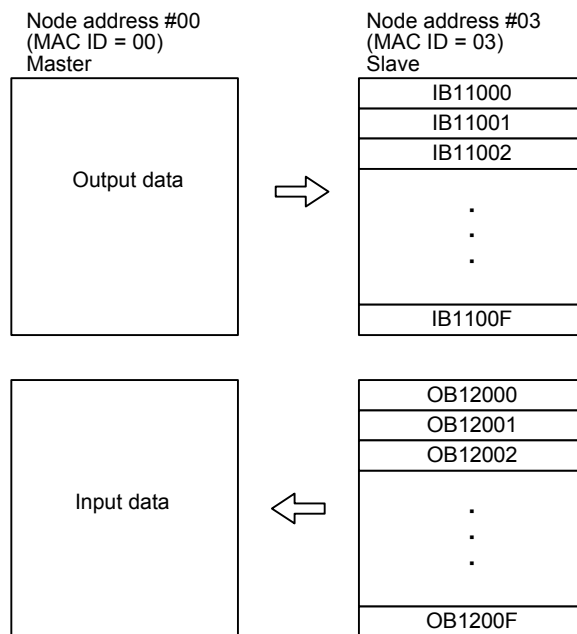 Node address #00
(MAC ID = 00)
Master
Node address #03
(MAC ID = 03)
Slave
Output data
IB11000
IB11001
IB11002
.
.
.
IB1100F
Input data
OB12000
OB12001
OB12002
.
.
.
OB1200F